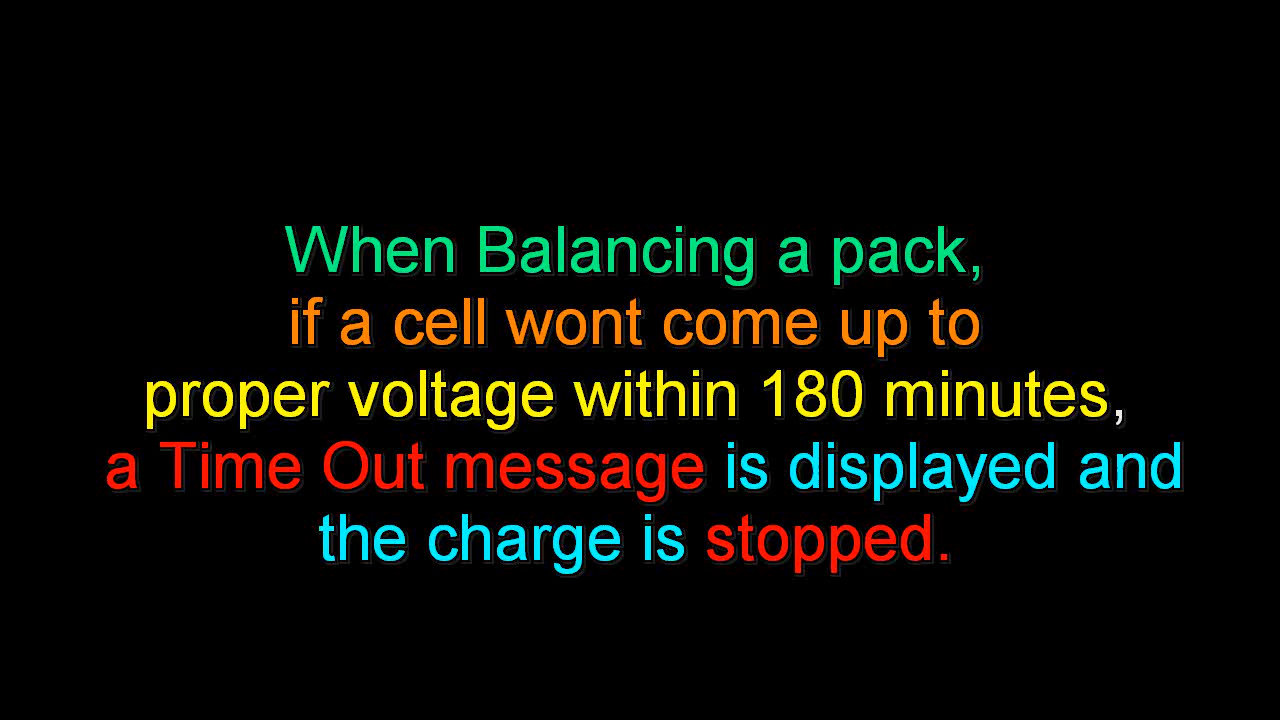 When Balancing a pack,
if a cell wont come up to
proper voltage within 180 minutes,
a Time Out message is displayed and
the charge is stopped.